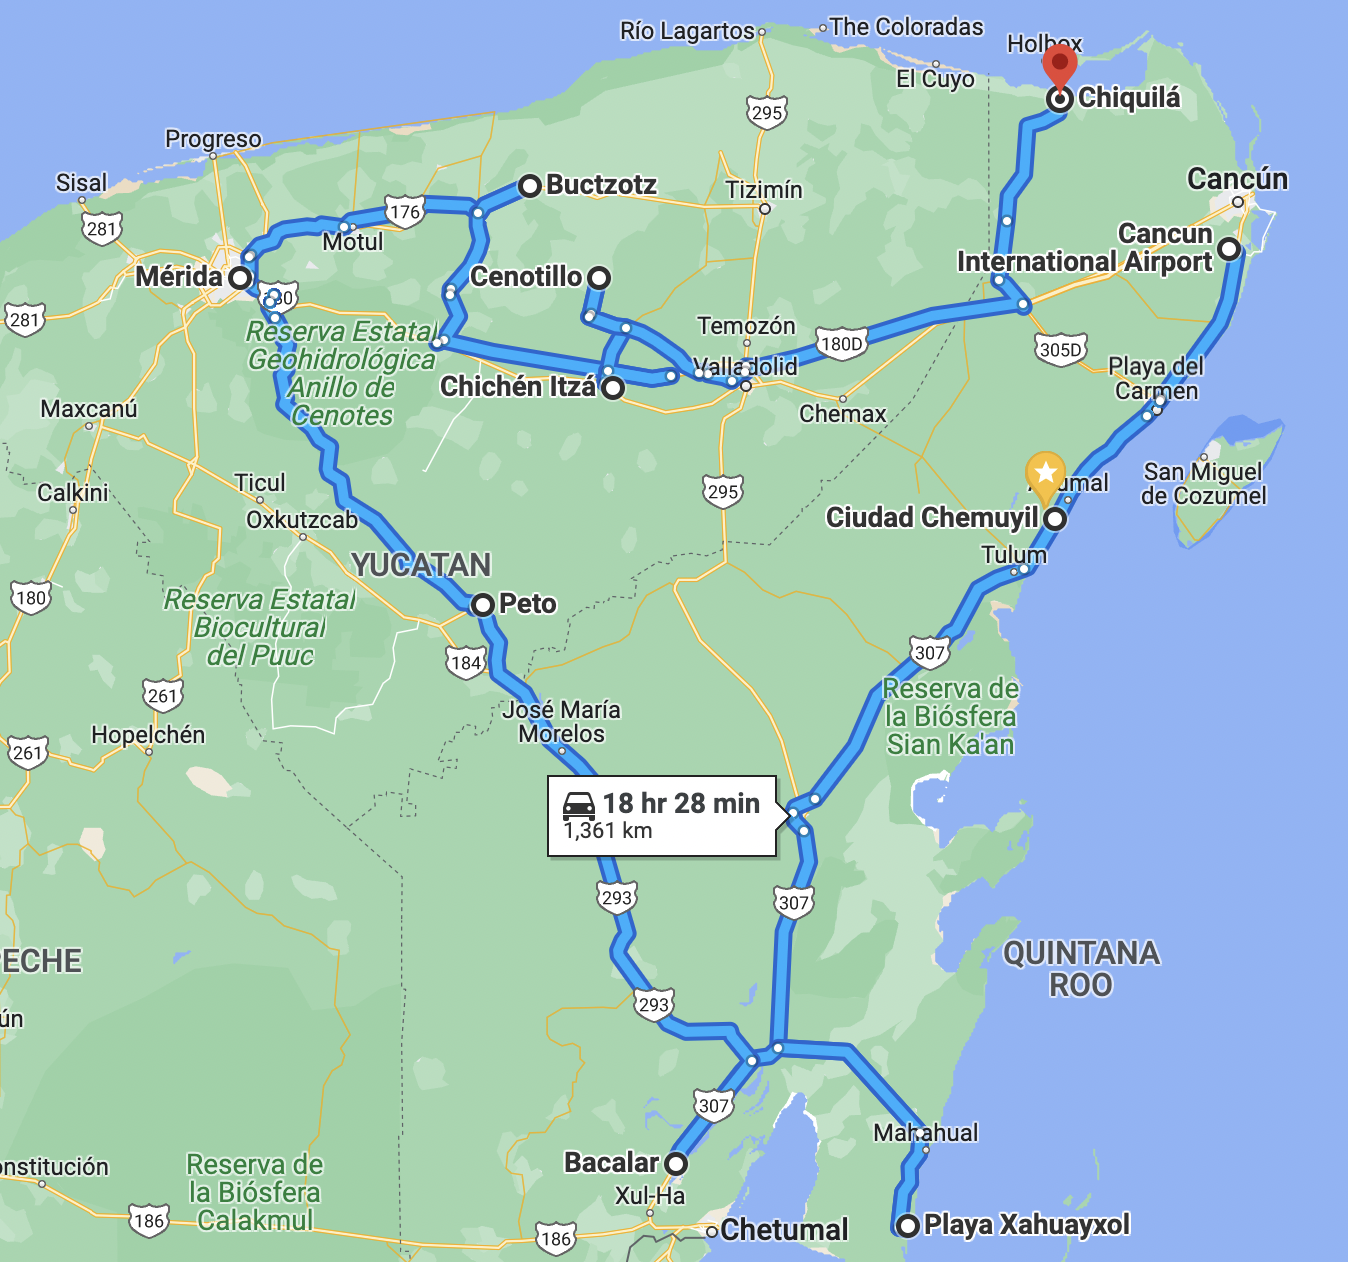 Río Lagartos
The Coloradas
Holbox
El Cuyo
Chiquilá
295
Progreso
Sisal
Buctzotz
Tizimín
Cancún
176
281
Motul
Cancun
International Airport
Mérida
Cenotillo
281
Reserva Estatal
Geohidrológica
Anillo de
Cenotes
Temozón
180D
305D
Valladolid
Playa del
Carmen
Chichén Itzá
Maxcanú
Chemax
Ticul
Calkini
295
San Miguel
de Cozumel
Oxkutzcab
Ciudad Chemuyil
Tulum
YUCATAN
180
Peto
Reserva Estatal
Biocultural
del Puuc
184
307
261
Reserva de
la Biósfera
Sian Ka'an
José María
Morelos
Hopelchén
261
18 hr 28 min
1,361 km
293
307
ECHE
QUINTANA
ROO
293
ún
307
Mahahual
Bacalar
onstitución
Reserva de
la Biósfera
Calakmul
Xul-Ha
186
186
Chetumal
Playa Xahuayxol